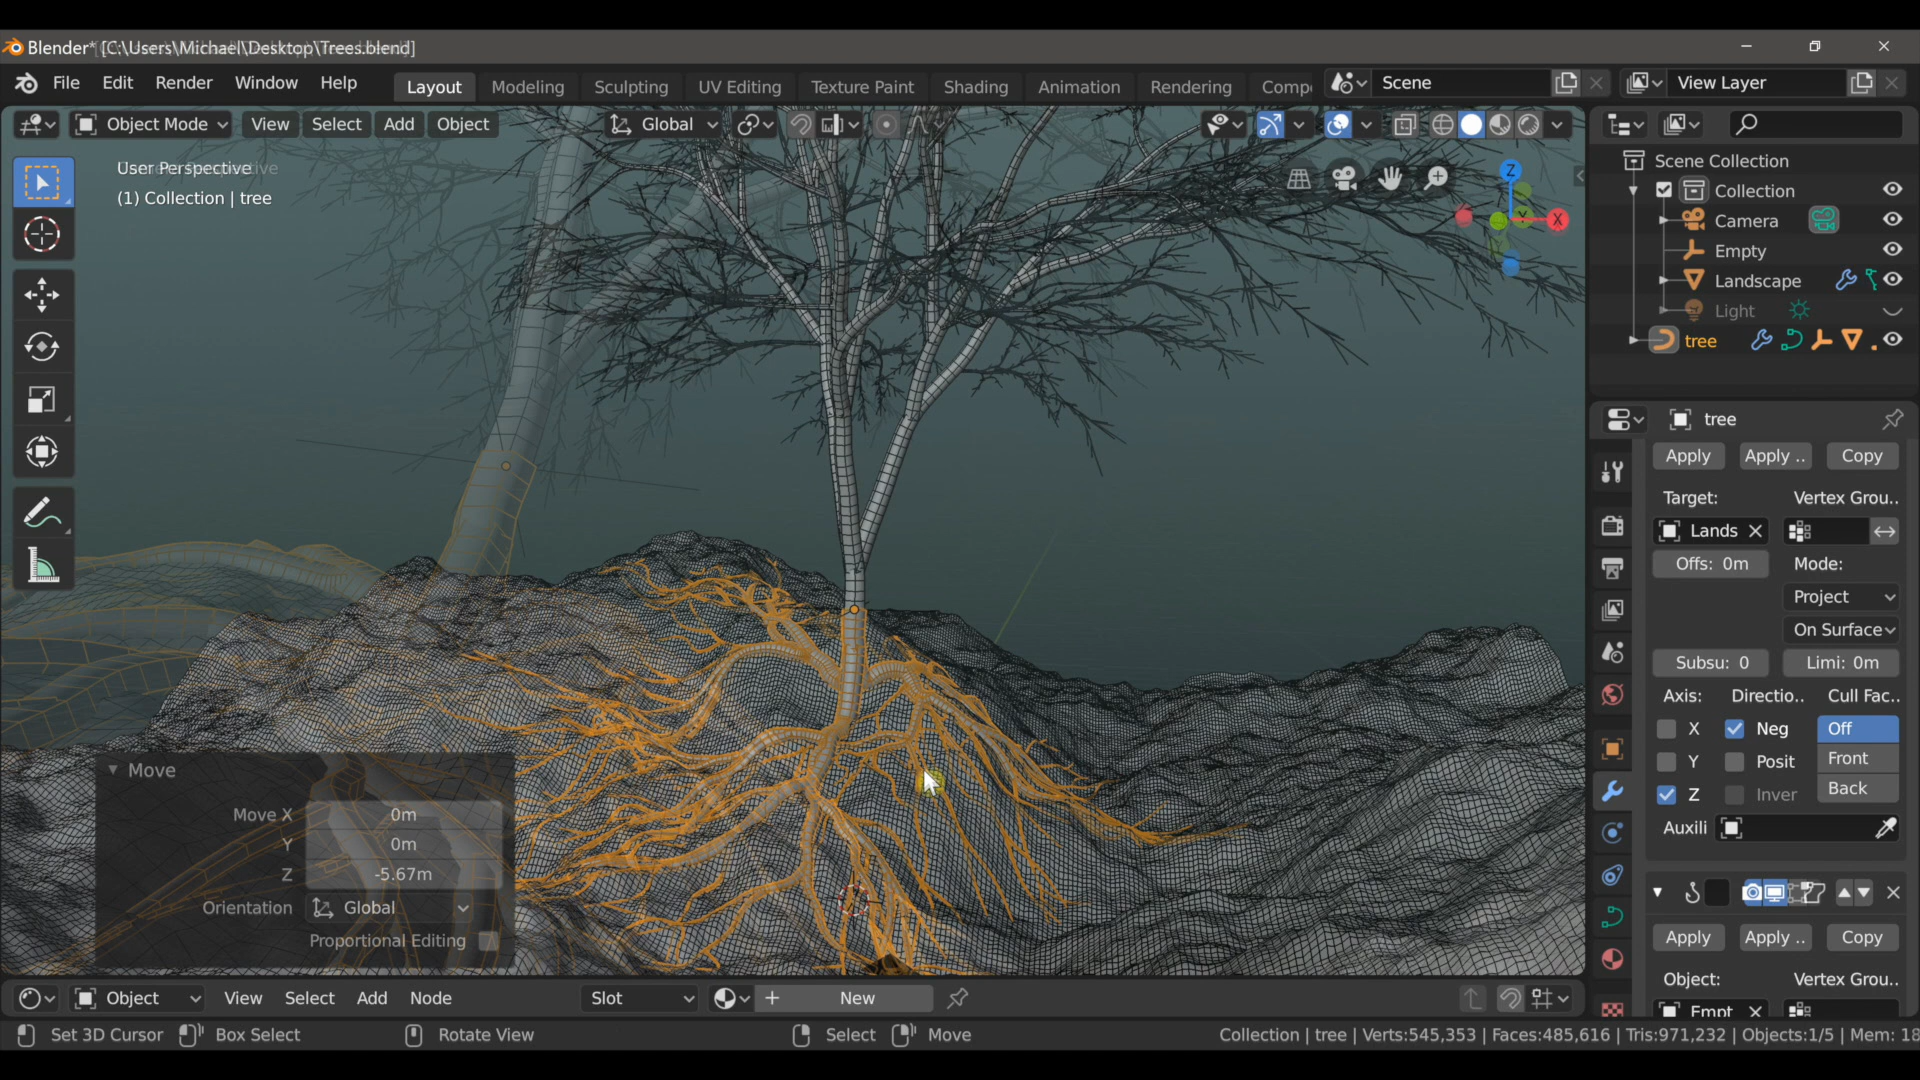 Blender* [C:\Users\Michael\Desktop\Trees.blend]
File Edit Render Window Help Layout Modeling Sculpting UV Editing Texture Paint Shading Animation Rendering Comp Scene View Layer
Object Mode View Select Add Object Global
User Perspective
(1) Collection | tree
Z
Y
X
Scene Collection
Collection
Camera
Empty
Landscape
Light
tree
tree
Apply Apply .. Copy
Target: Vertex Grou..
Lands
Offs: 0m Mode:
Project
On Surface
Subsu: 0 Limi: 0m
Axis: Directio.. Cull Fac..
X Neg Off
Y Posit Front
Z Inver Back
Auxili
Apply Apply .. Copy
Object: Vertex Grou..
Empt
Move
Move X 0m
Y 0m
Z -5.67m
Orientation Global
Proportional Editing
Object View Select Add Node Slot New
Set 3D Cursor Box Select Rotate View Select Move Collection | tree | Verts:545,353 | Faces:485,616 | Tris:971,232 | Objects:1/5 | Mem: 18